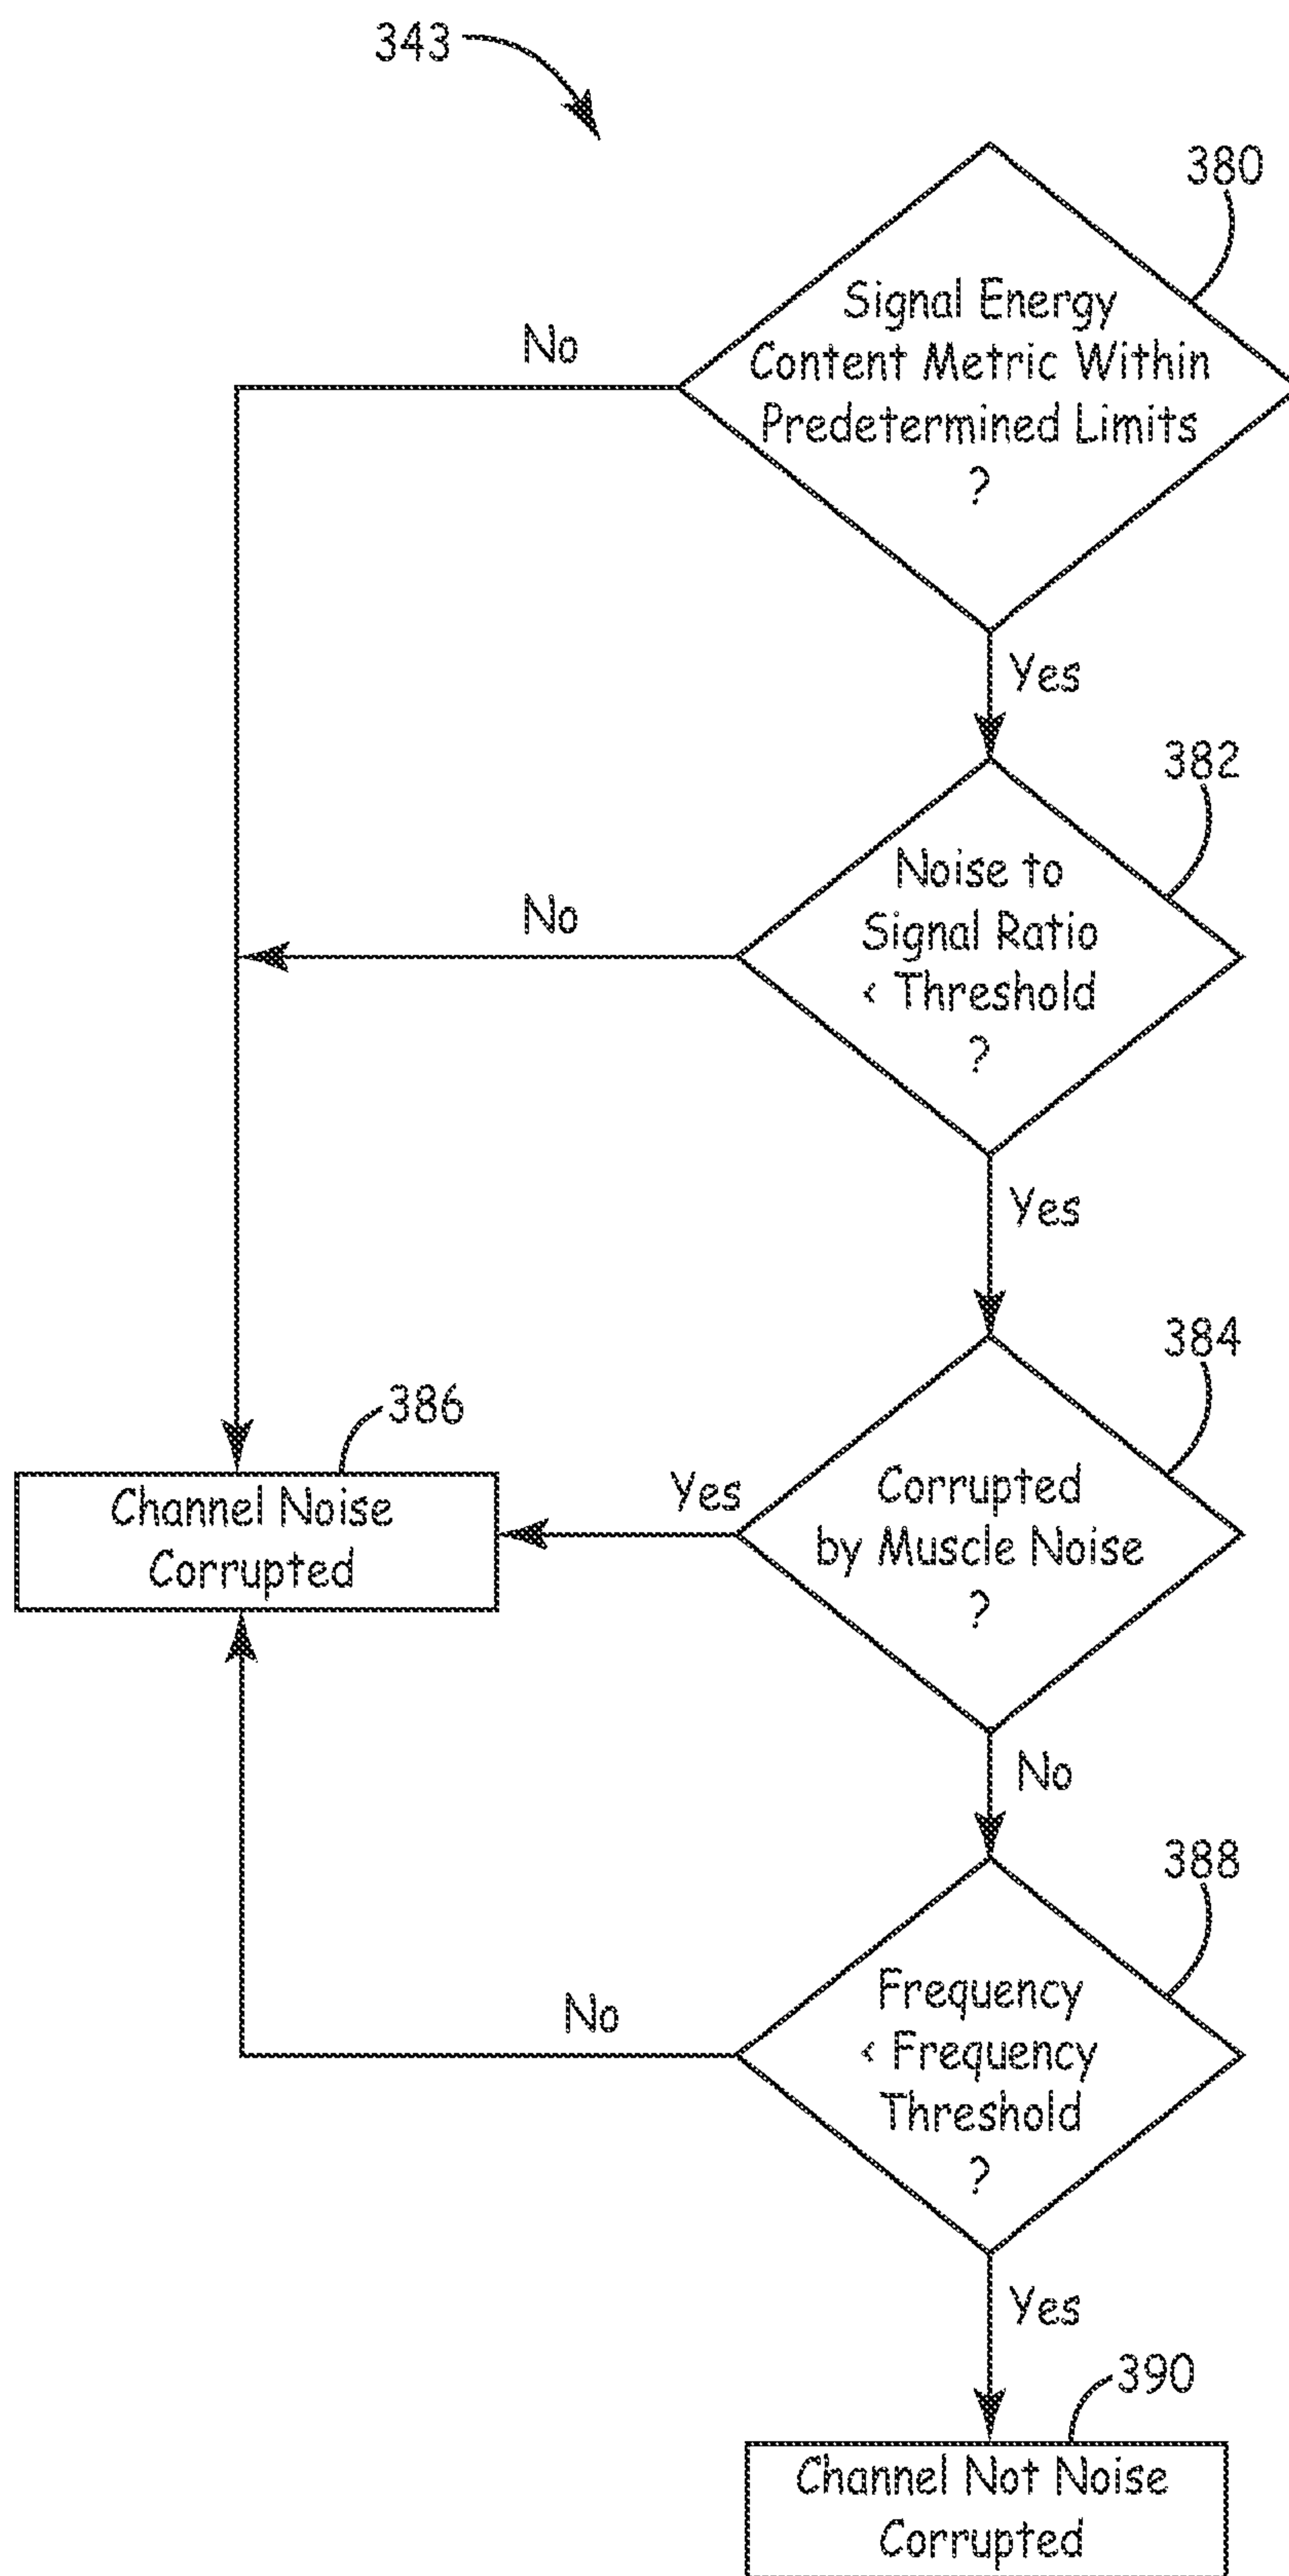 343
380
Signal Energy
Content Metric Within
Predetermined Limits
?
No
Yes
382
Noise to
Signal Ratio
< Threshold
?
No
Yes
384
386
Channel Noise
Corrupted
Yes
Corrupted
by Muscle Noise
?
No
388
Frequency
< Frequency
Threshold
?
No
Yes
390
Channel Not Noise
Corrupted